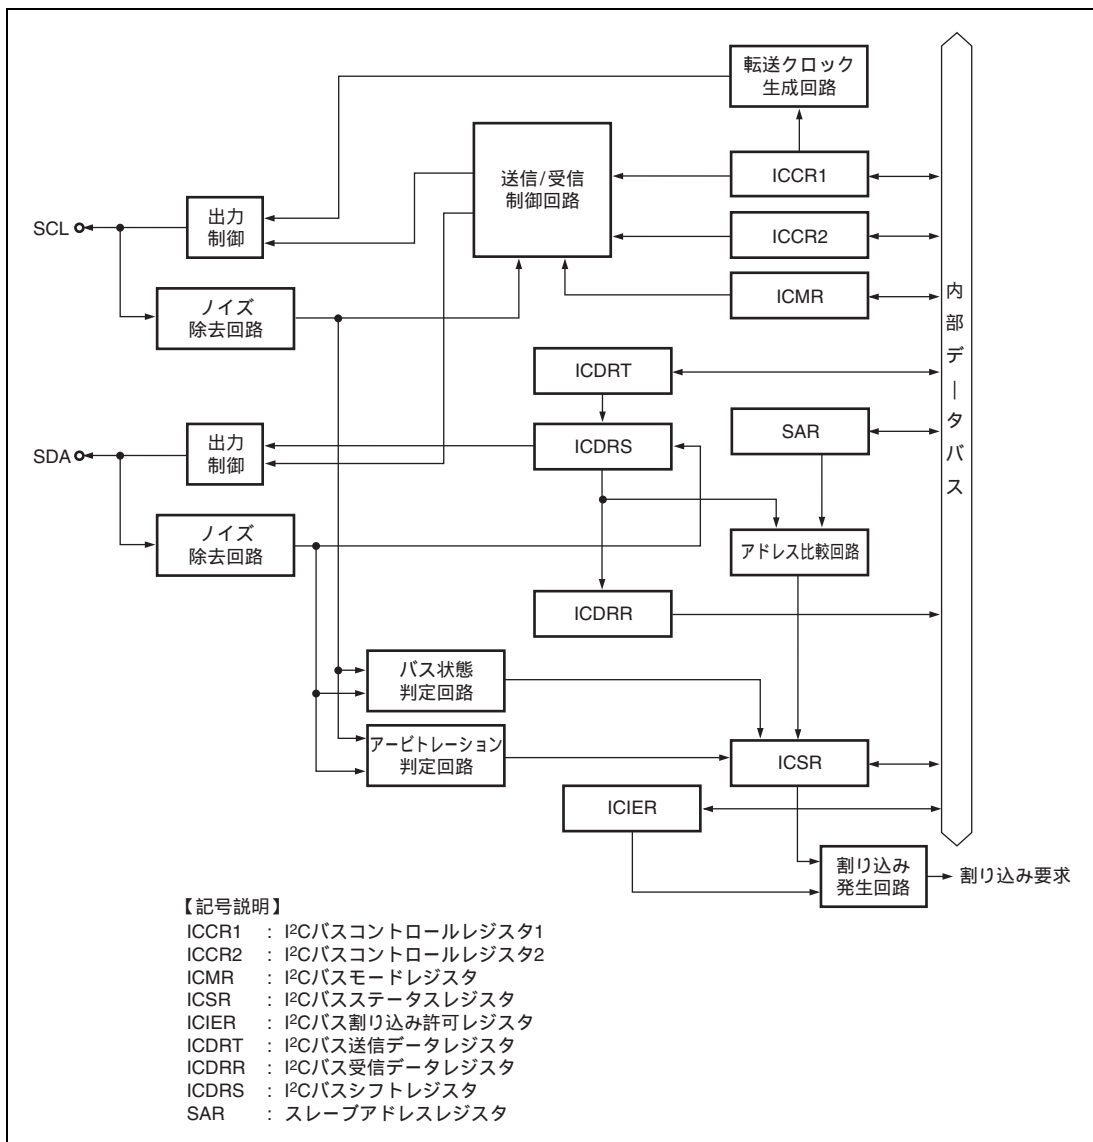 転送クロック
生成回路
送信/受信
制御回路
ICCR1
出力
制御
SCL
ICCR2
ノイズ
除去回路
ICMR
内部データバス
ICDRT
SAR
出力
制御
ICDRS
SDA
ノイズ
除去回路
アドレス比較回路
ICDRR
バス状態
判定回路
アービトレーション
判定回路
ICSR
ICIER
割り込み
発生回路
割り込み要求
【記号説明】
ICCR1 : I²Cバスコントロールレジスタ1
ICCR2 : I²Cバスコントロールレジスタ2
ICMR : I²Cバスモードレジスタ
ICSR : I²Cバスステータスレジスタ
ICIER : I²Cバス割り込み許可レジスタ
ICDRT : I²Cバス送信データレジスタ
ICDRR : I²Cバス受信データレジスタ
ICDRS : I²Cバスシフトレジスタ
SAR : スレーブアドレスレジスタ